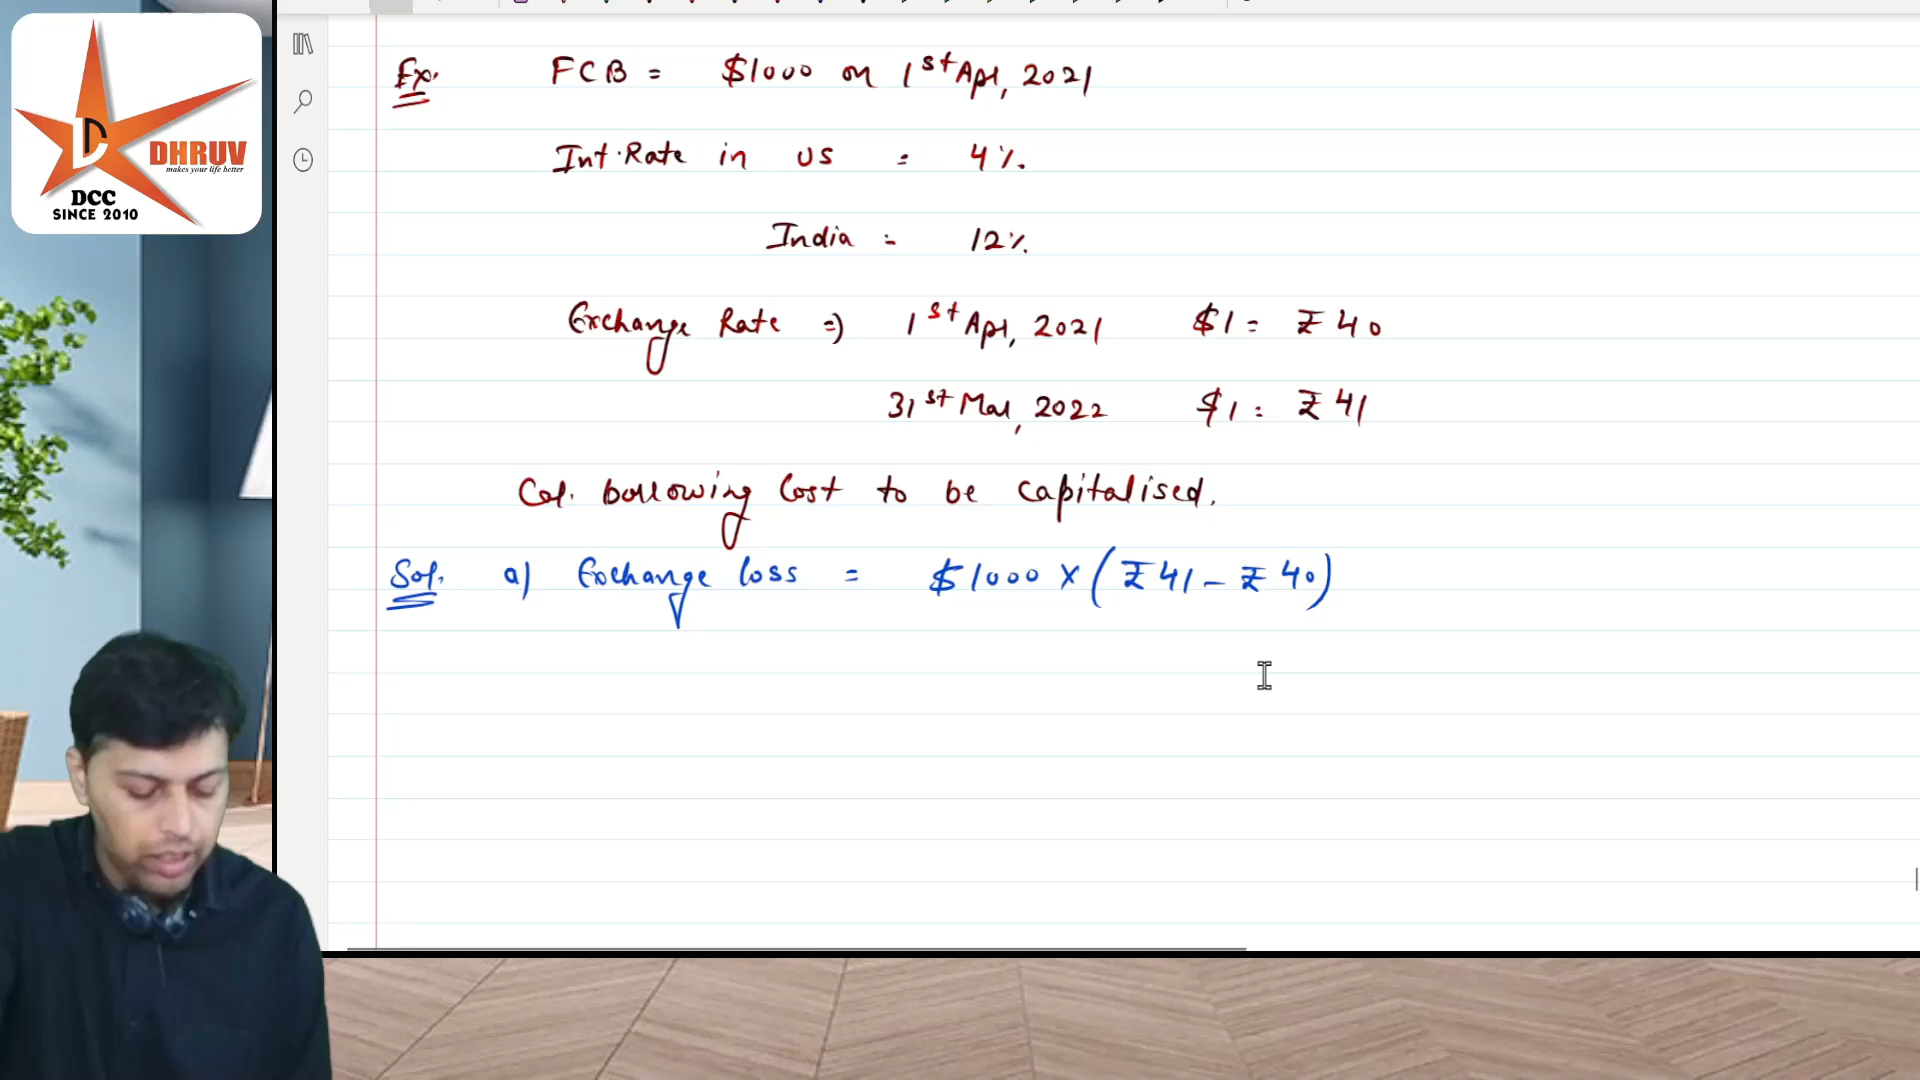 DC
DHRUV
makes your life better
DCC
SINCE 2010
Ex. FCB = $1000 on 1st Apr, 2021
Int. Rate in US = 4%.
India = 12%.
Exchange Rate => 1st Apr, 2021 $1 = ₹40
31st Mar, 2022 $1 = ₹41
Cal. borrowing cost to be capitalised.
Sol. a) Exchange loss = $1000 × (₹41 - ₹40)